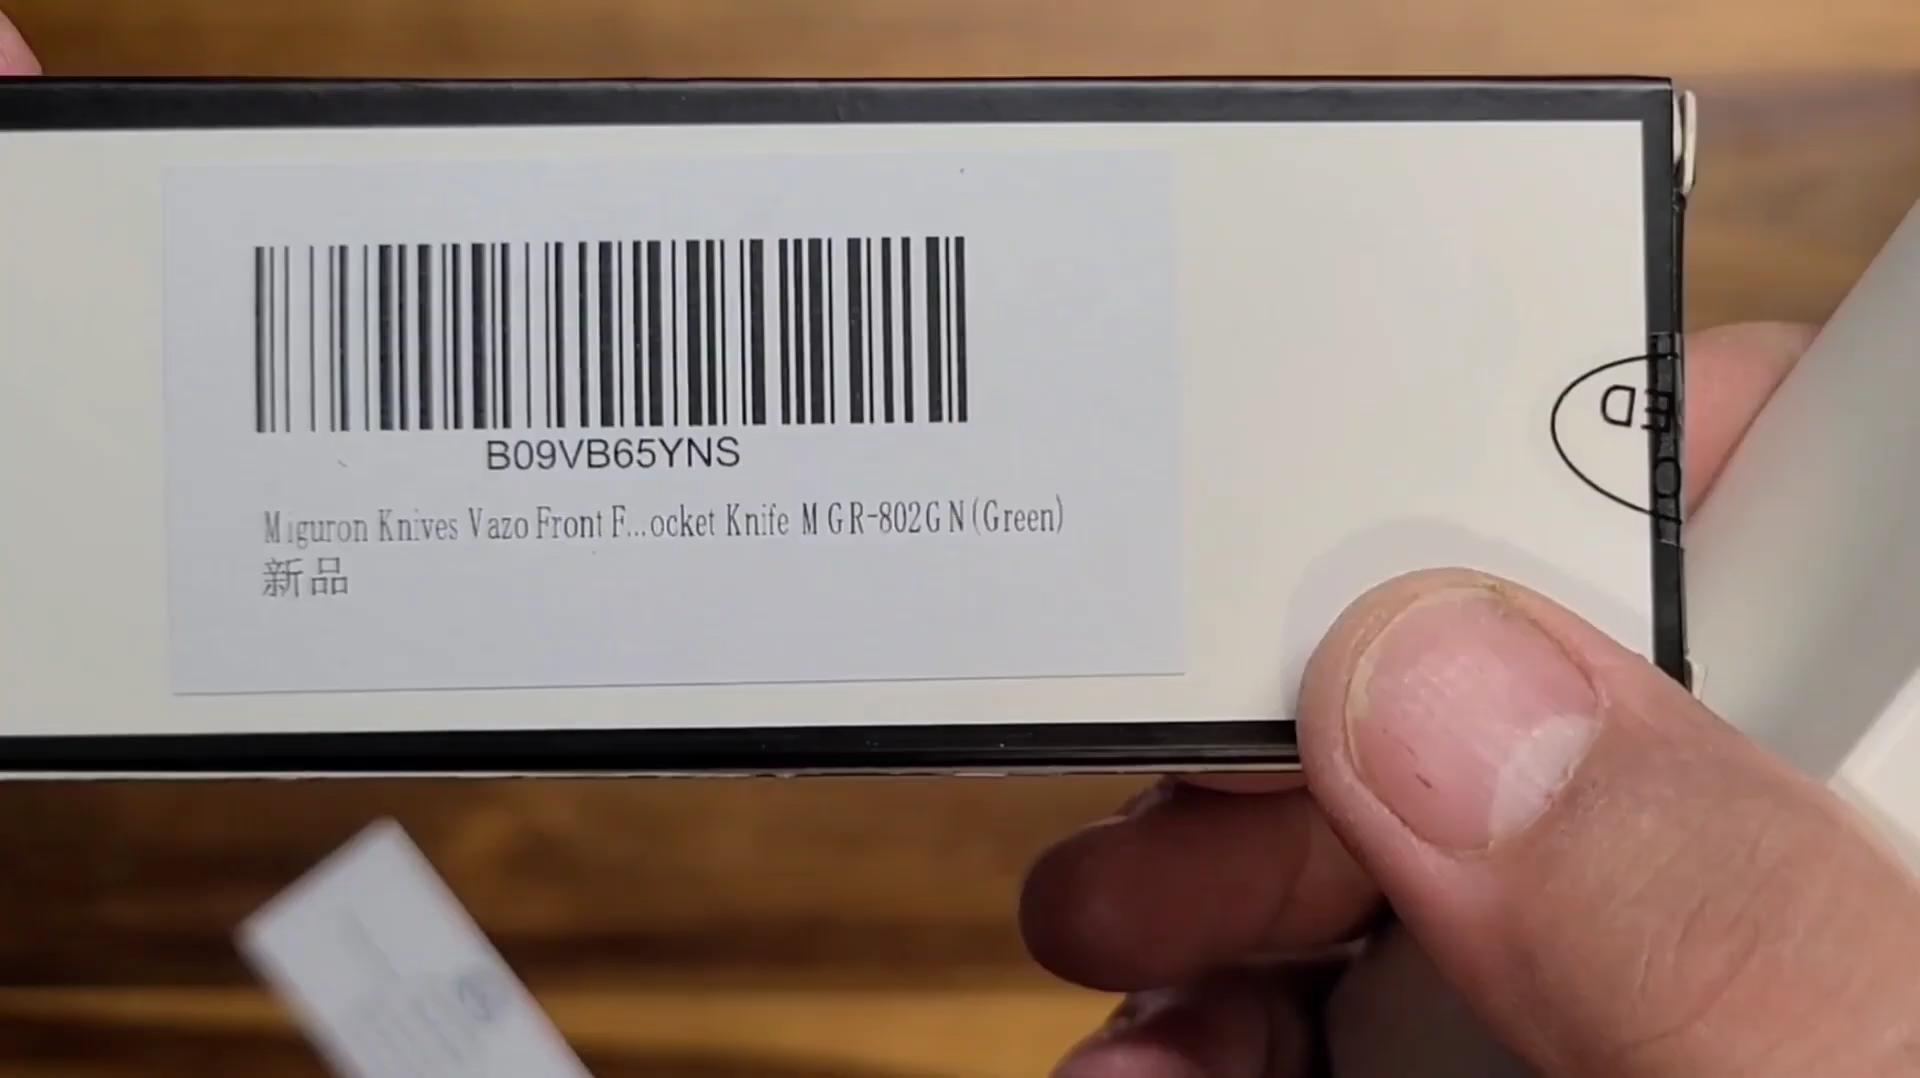 B09VB65YNS
Miguron Knives Vazo Front F...ocket Knife MGR-802GN(Green)
新品